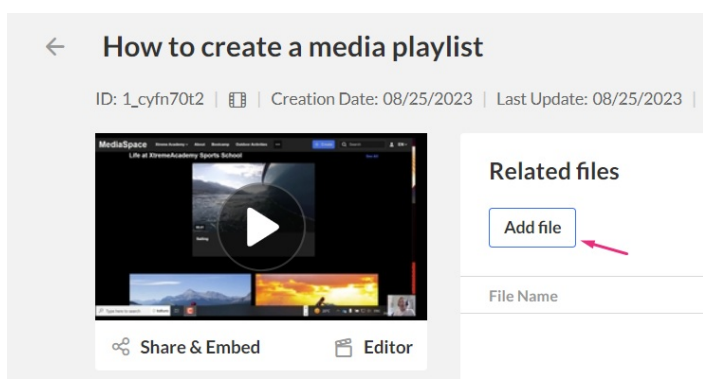 How to create a media playlist
ID: 1_cyfn70t2 | Creation Date: 08/25/2023 | Last Update: 08/25/2023 |
MediaSpace
Life at XtremeAcademy Sports School
Related files
Add file
File Name
Share & Embed
Editor